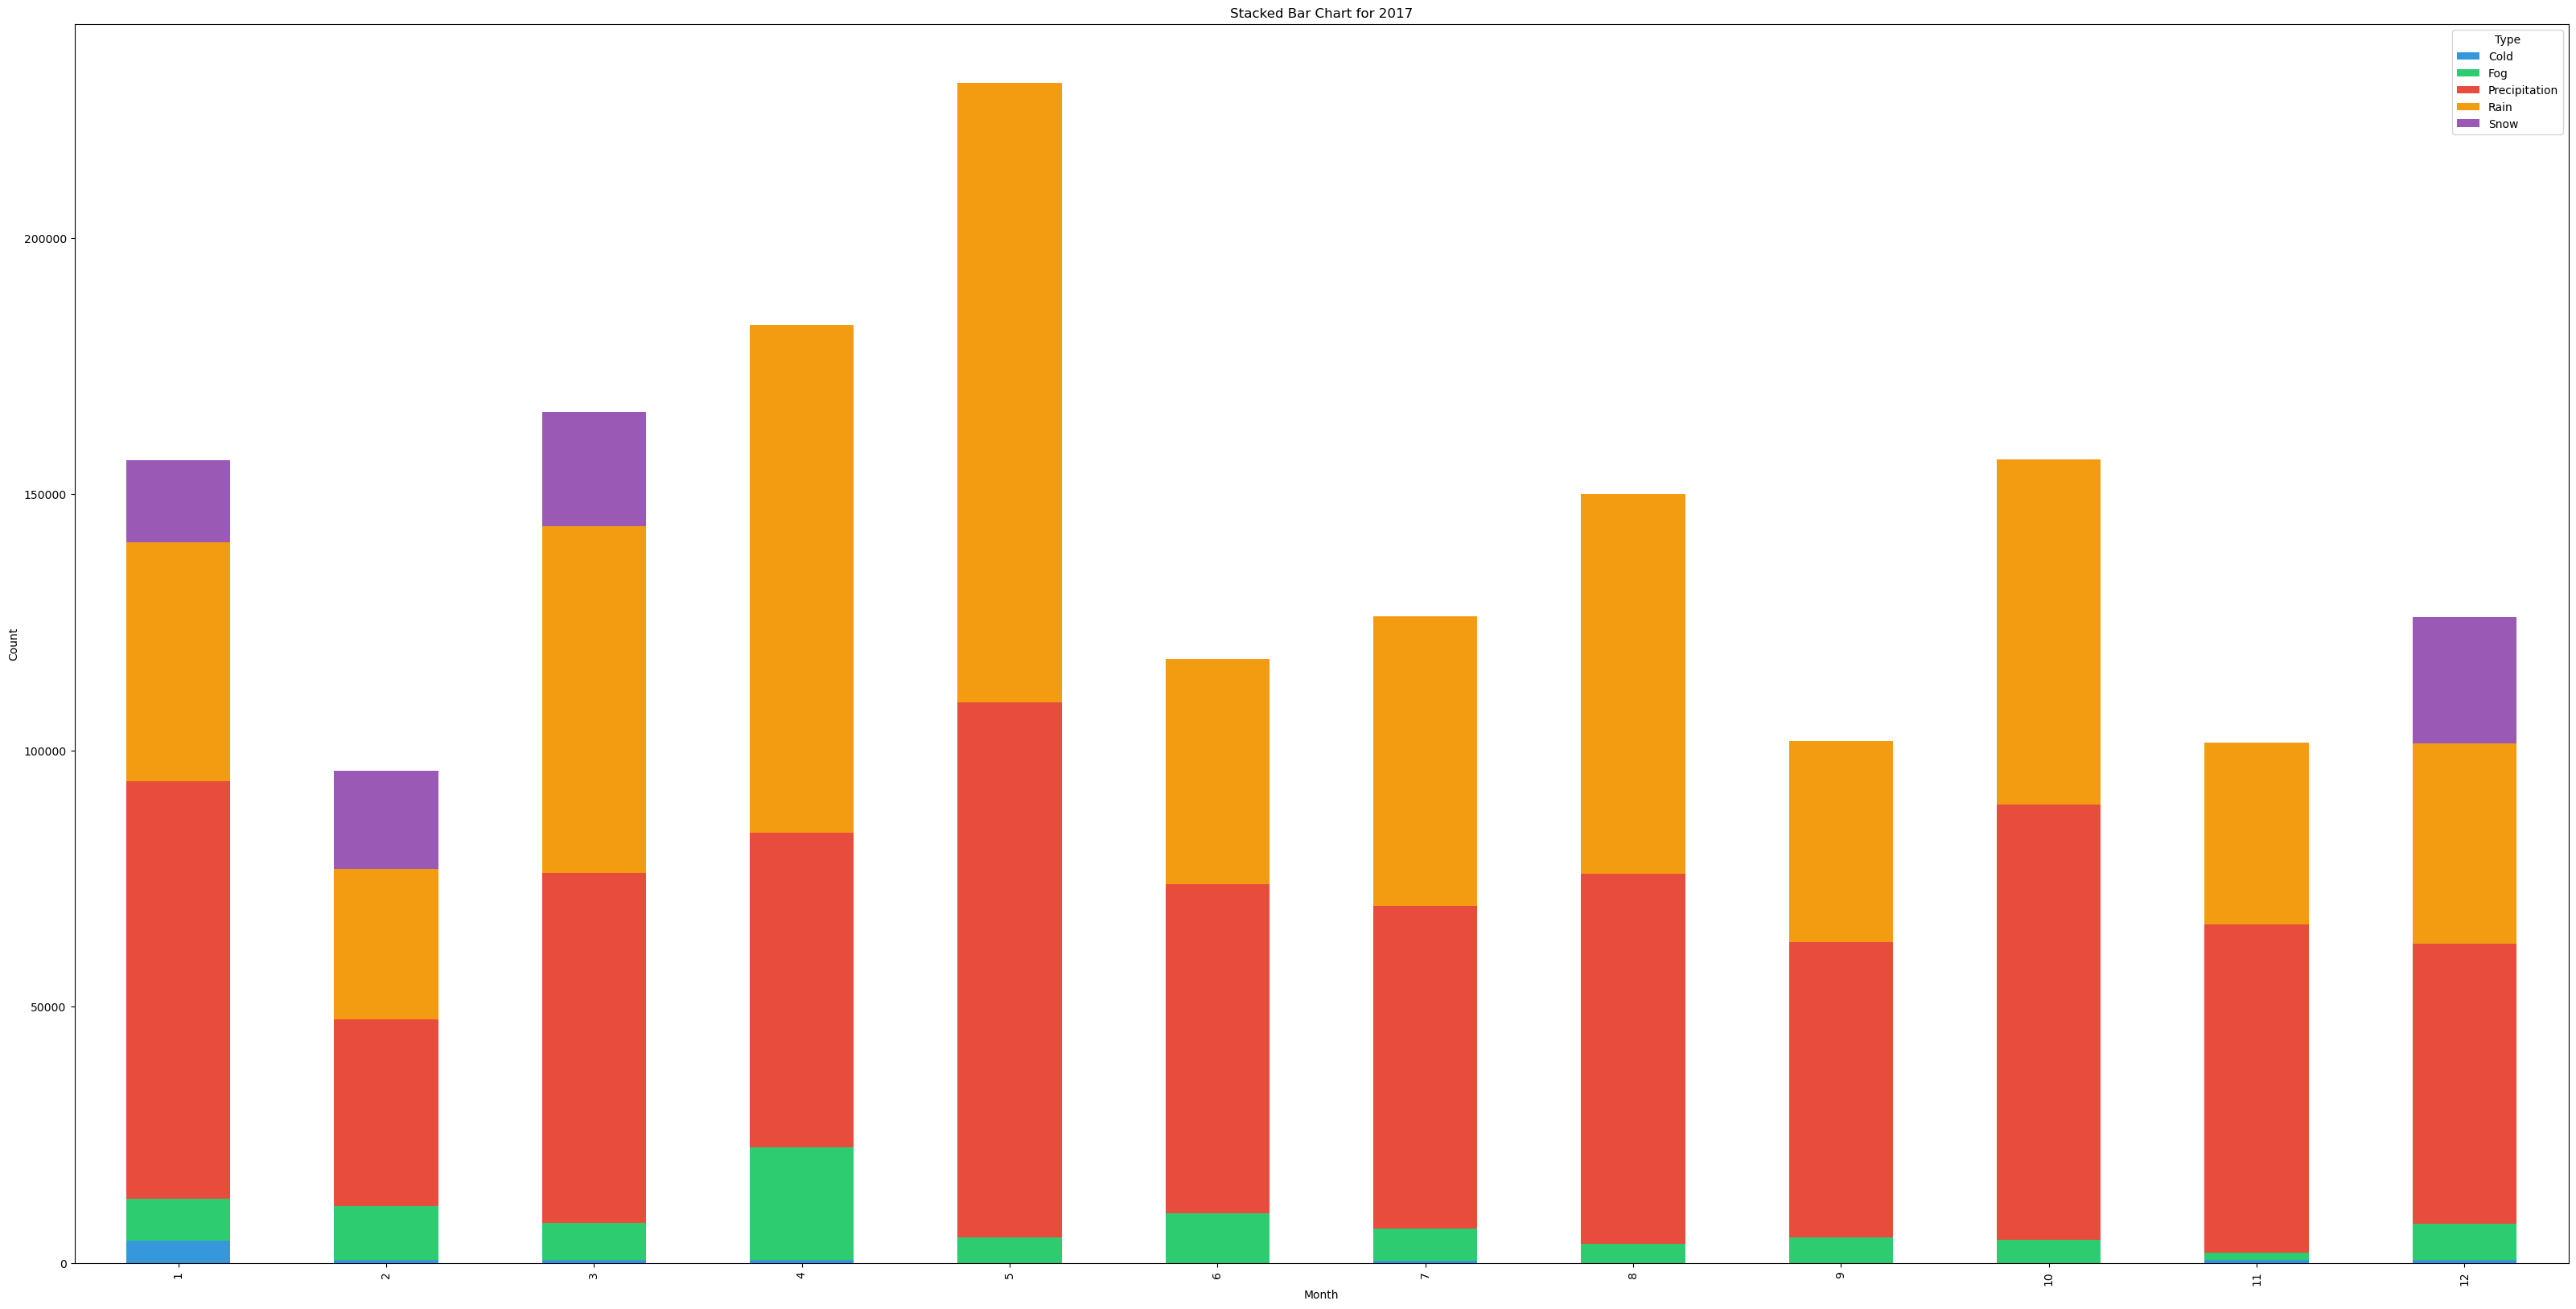 Stacked Bar Chart for 2017
Type
Cold
Fog
Precipitation
Rain
Snow
Count
200000
150000
100000
50000
0
1
2
3
4
5
6
7
8
9
10
11
12
Month